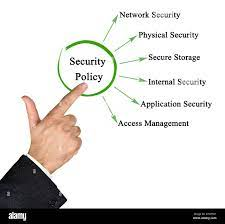 Network Security
Physical Security
Secure Storage
Security
Policy
Internal Security
Application Security
Access Management
alamy